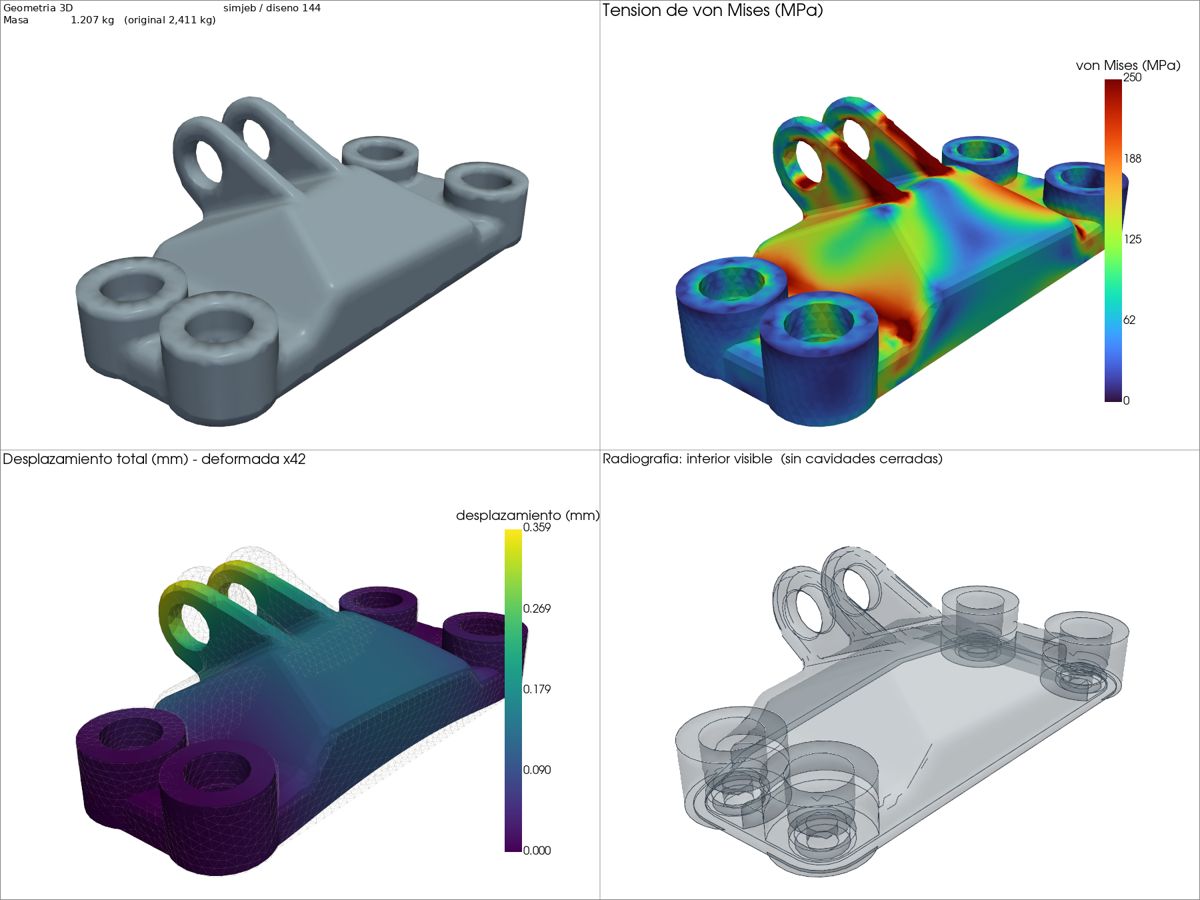 Geometria 3D simjeb / diseno 144
Masa 1.207 kg (original 2,411 kg)
Tension de von Mises (MPa)
von Mises (MPa)
250
188
125
62
0
Desplazamiento total (mm) - deformada x42
desplazamiento (mm)
0.359
0.269
0.179
0.090
0.000
Radiografia: interior visible (sin cavidades cerradas)